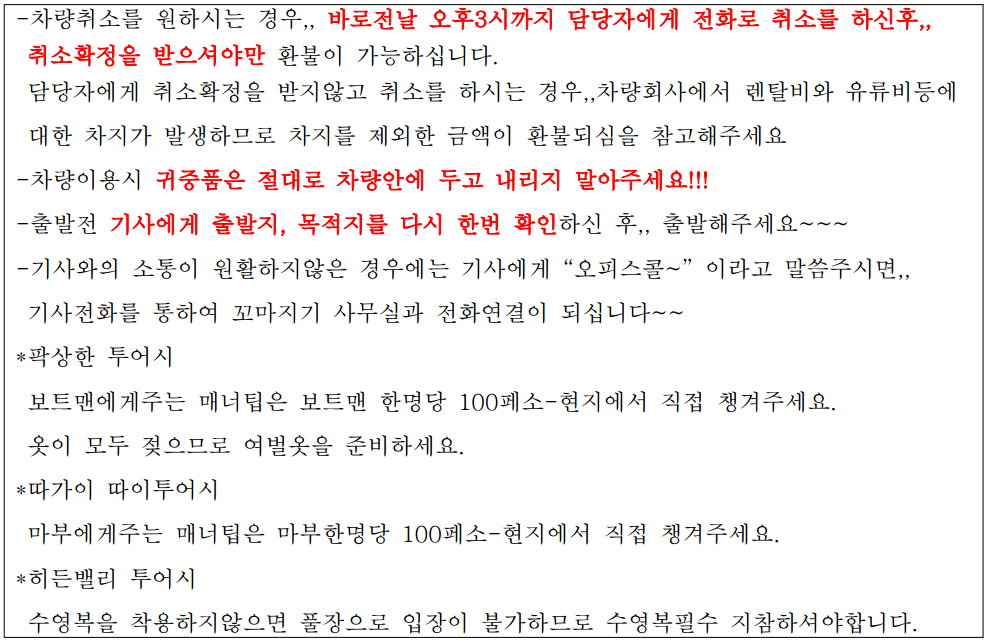 -차량취소를 원하시는 경우,, 바로전날 오후3시까지 담당자에게 전화로 취소를 하신후,,
취소확정을 받으셔야만 환불이 가능하십니다.
담당자에게 취소확정을 받지않고 취소를 하시는 경우,,차량회사에서 렌탈비와 유류비등에
대한 차지가 발생하므로 차지를 제외한 금액이 환불되심을 참고해주세요
-차량이용시 귀중품은 절대로 차량안에 두고 내리지 말아주세요!!!
-출발전 기사에게 출발지, 목적지를 다시 한번 확인하신 후,, 출발해주세요~~~
-기사와의 소통이 원활하지않은 경우에는 기사에게 “오피스콜~” 이라고 말씀주시면,,
기사전화를 통하여 꼬마지기 사무실과 전화연결이 되십니다~~
*팍상한 투어시
보트맨에게주는 매너팁은 보트맨 한명당 100페소-현지에서 직접 챙겨주세요.
옷이 모두 젖으므로 여벌옷을 준비하세요.
*따가이 따이투어시
마부에게주는 매너팁은 마부한명당 100페소-현지에서 직접 챙겨주세요.
*히든밸리 투어시
수영복을 착용하지않으면 풀장으로 입장이 불가하므로 수영복필수 지참하셔야합니다.